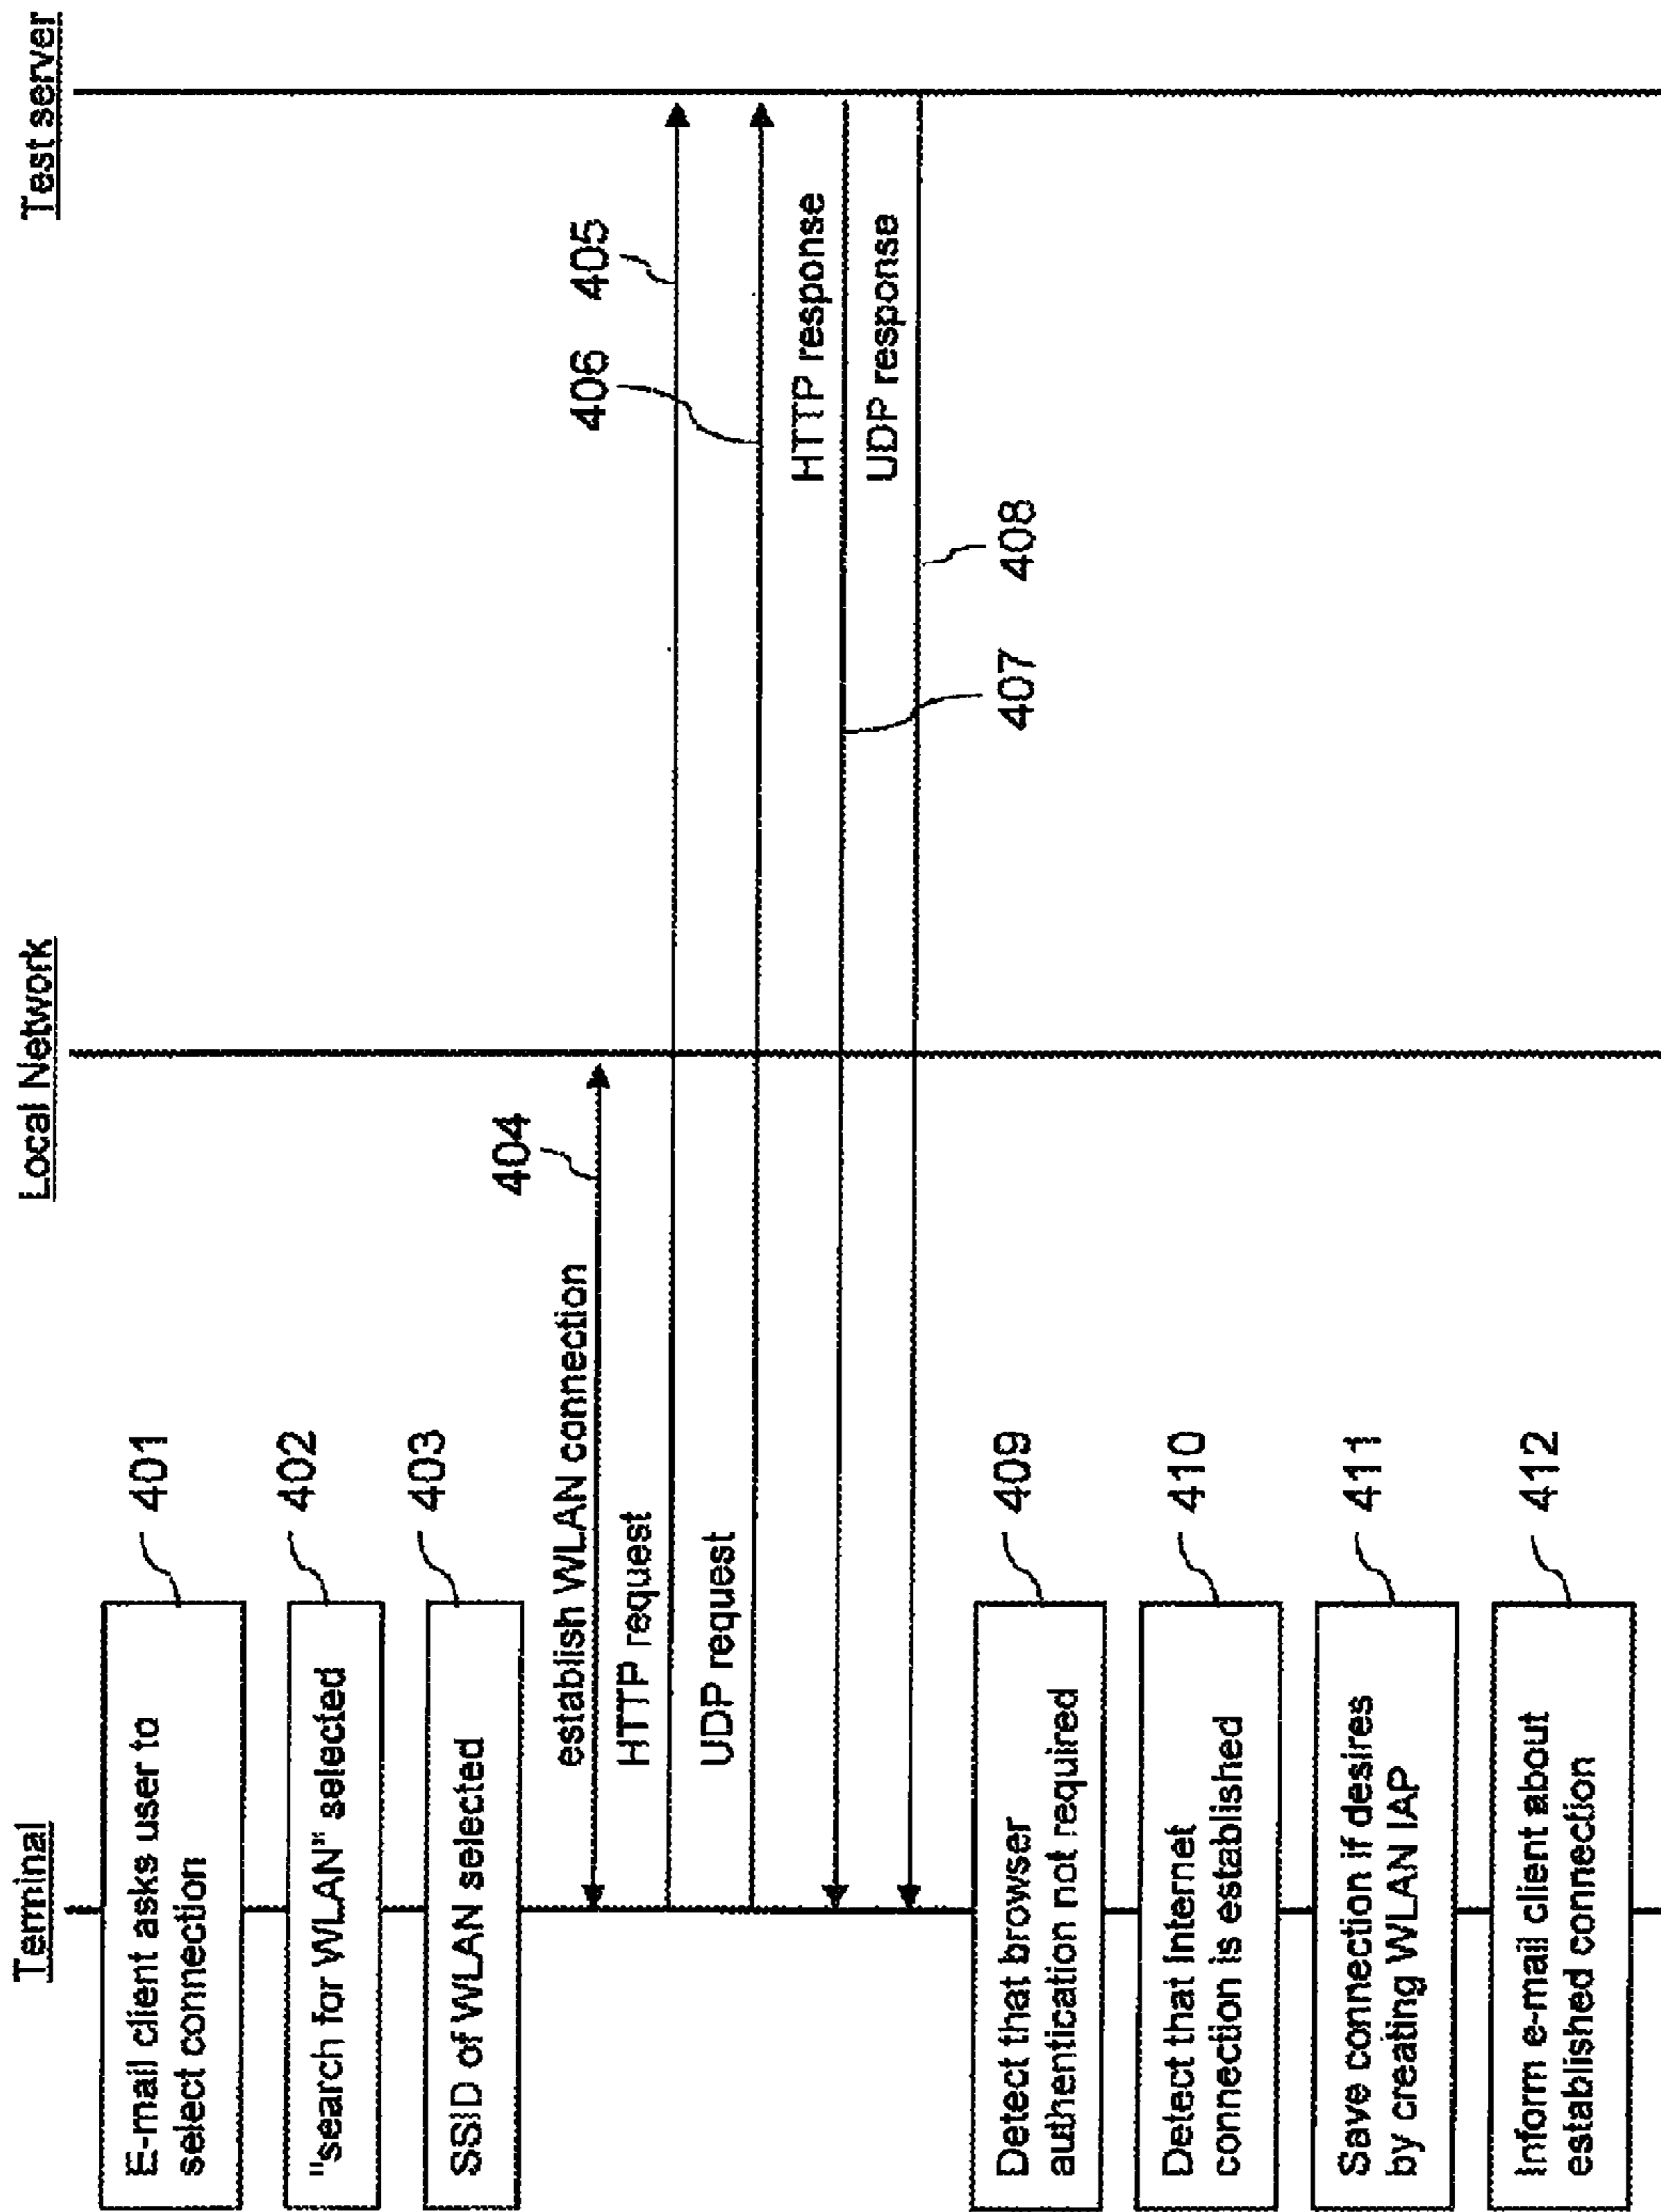 Terminal
Local Network
Test server
E-mail client asks user to
select connection
401
"search for WLAN" selected
402
SSID of WLAN selected
403
establish WLAN connection
404
HTTP request
405
UDP request
406
HTTP response
407
UDP response
408
Detect that browser
authentication not required
409
Detect that Internet
connection is established
410
Save connection if desires
by creating WLAN IAP
411
Inform e-mail client about
established connection
412